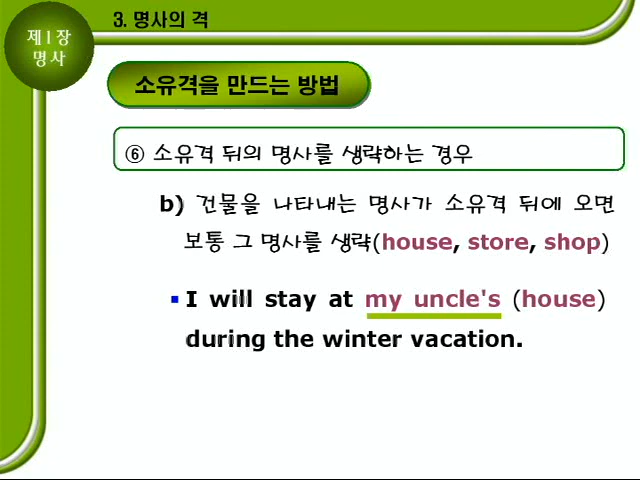 3. 명사의 격
제 I 장
명사
소유격을 만드는 방법
⑥ 소유격 뒤의 명사를 생략하는 경우
b) 건물을 나타내는 명사가 소유격 뒤에 오면
보통 그 명사를 생략(house, store, shop)
▪ I will stay at my uncle's (house)
during the winter vacation.